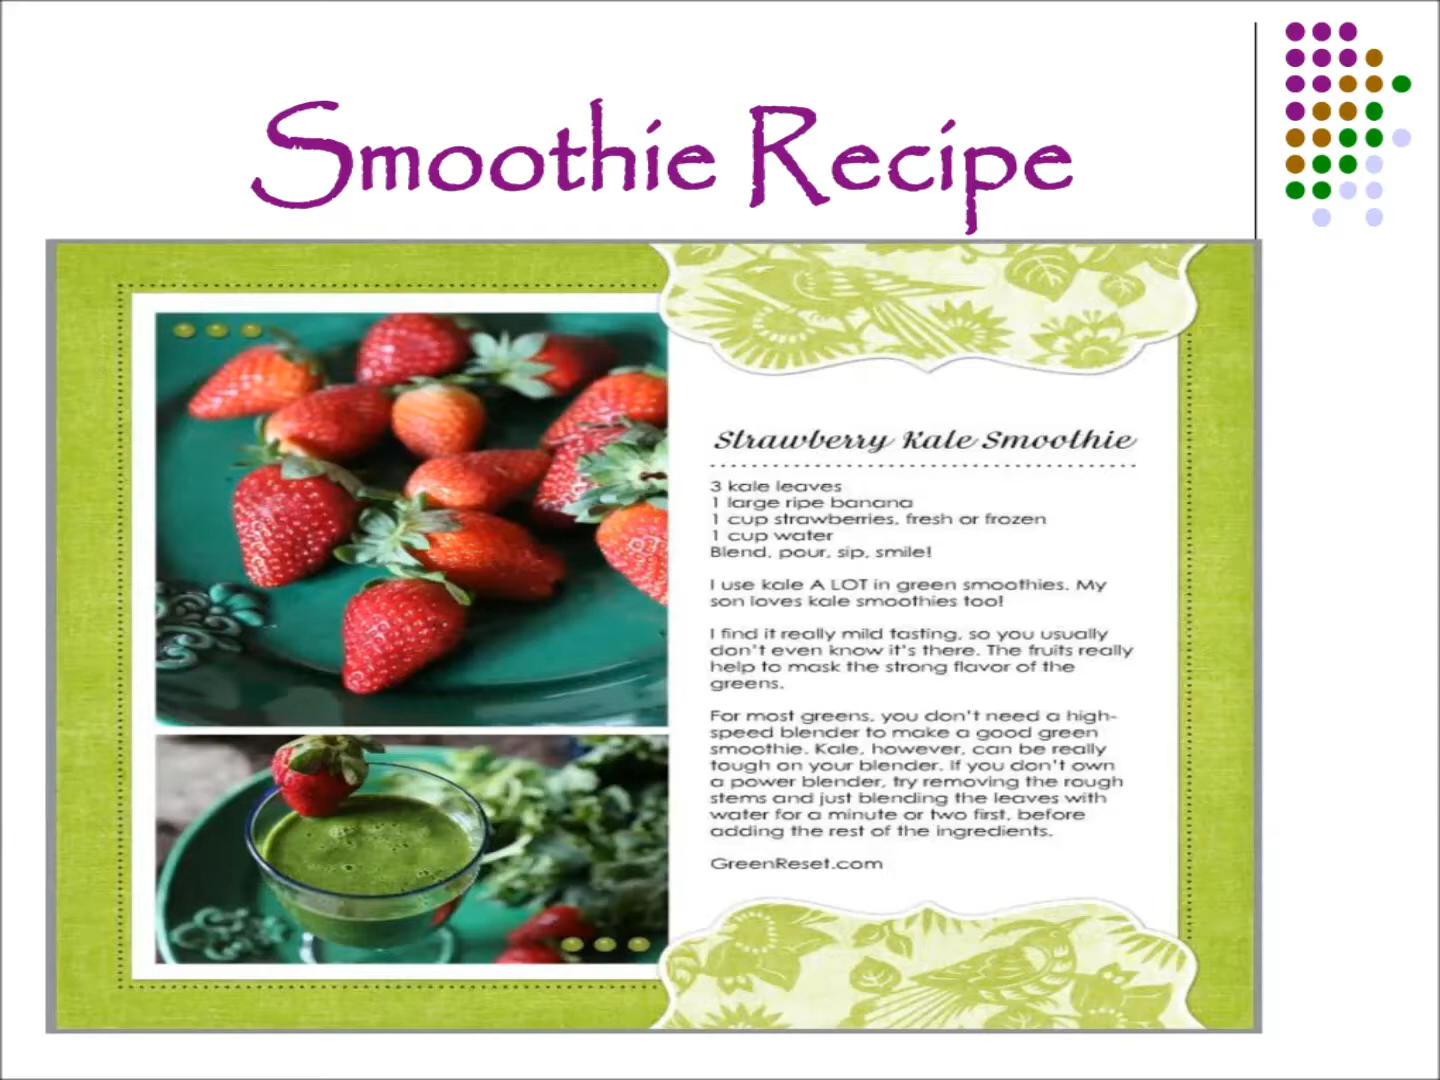 Smoothie Recipe
Strawberry Kale Smoothie
3 kale leaves
1 large ripe banana
1 cup strawberries, fresh or frozen
1 cup water
Blend, pour, sip, smile!
I use kale A LOT in green smoothies. My
son loves kale smoothies too!
I find it really mild tasting, so you usually
don't even know it's there. The fruits really
help to mask the strong flavor of the
greens.
For most greens, you don't need a high-
speed blender to make a good green
smoothie. Kale, however, can be really
tough on your blender. If you don't own
a power blender, try removing the rough
stems and just blending the leaves with
water for a minute or two first, before
adding the rest of the ingredients.
GreenReset.com